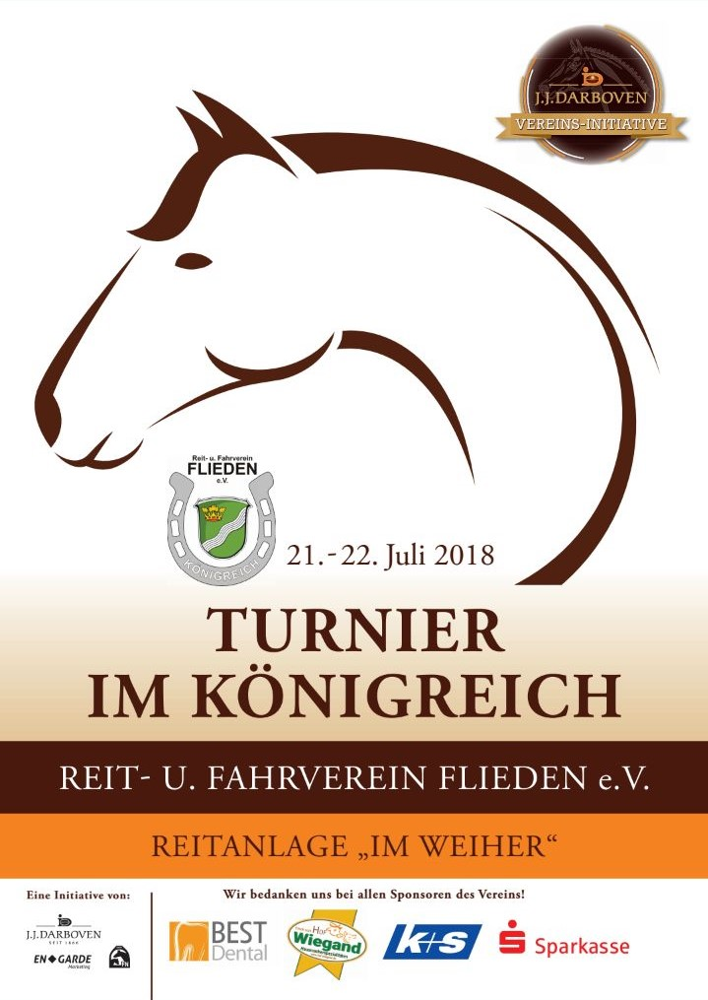 J.J.DARBOVEN
VEREINS-INITIATIVE
Reit- u. Fahrverein
FLIEDEN
e.V.
KÖNIGREICH
21.-22. Juli 2018
TURNIER
IM KÖNIGREICH
REIT- U. FAHRVEREIN FLIEDEN e.V.
REITANLAGE „IM WEIHER“
Eine Initiative von:
J.J.DARBOVEN
SEIT 1866
EN GARDE
Marketing
FN
Wir bedanken uns bei allen Sponsoren des Vereins!
BEST
Dental
Hof
Wiegand
k+s
Sparkasse